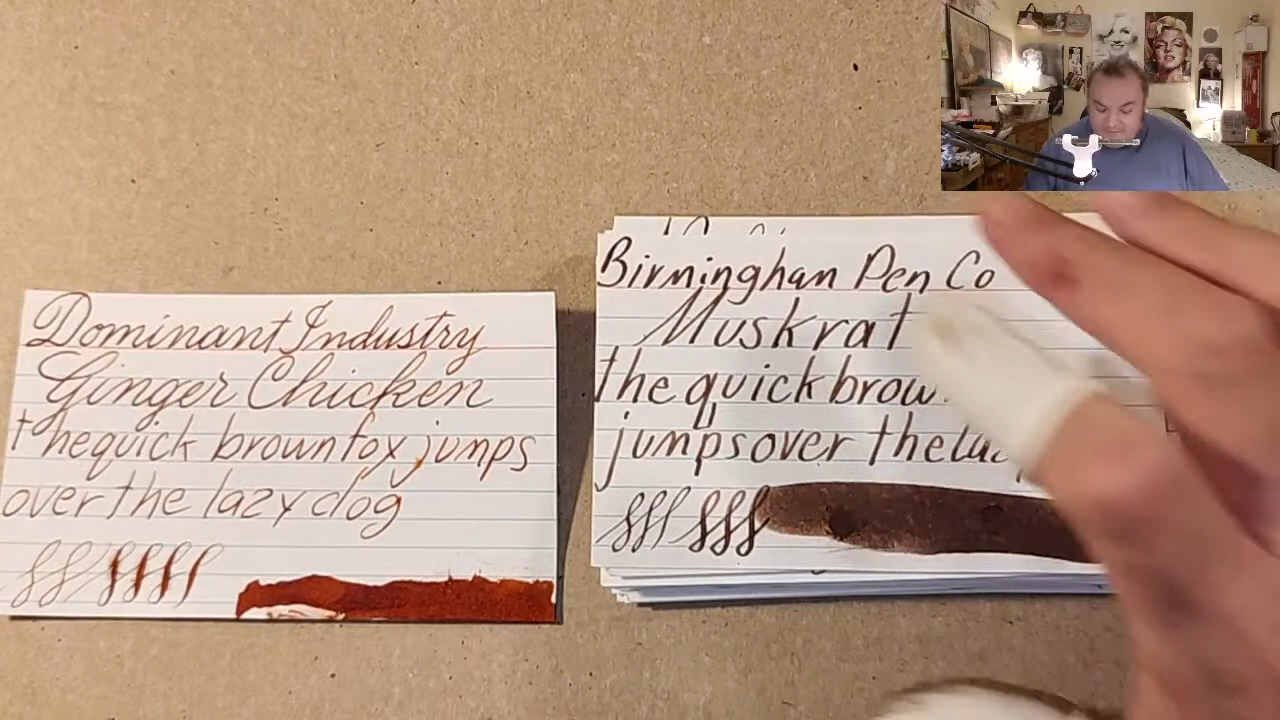 Dominant Industry
Ginger Chicken
thequick brownfox jumps
over the lazy dog
Birminghan Pen Co
Muskrat
the quick brow
jumpsover the la